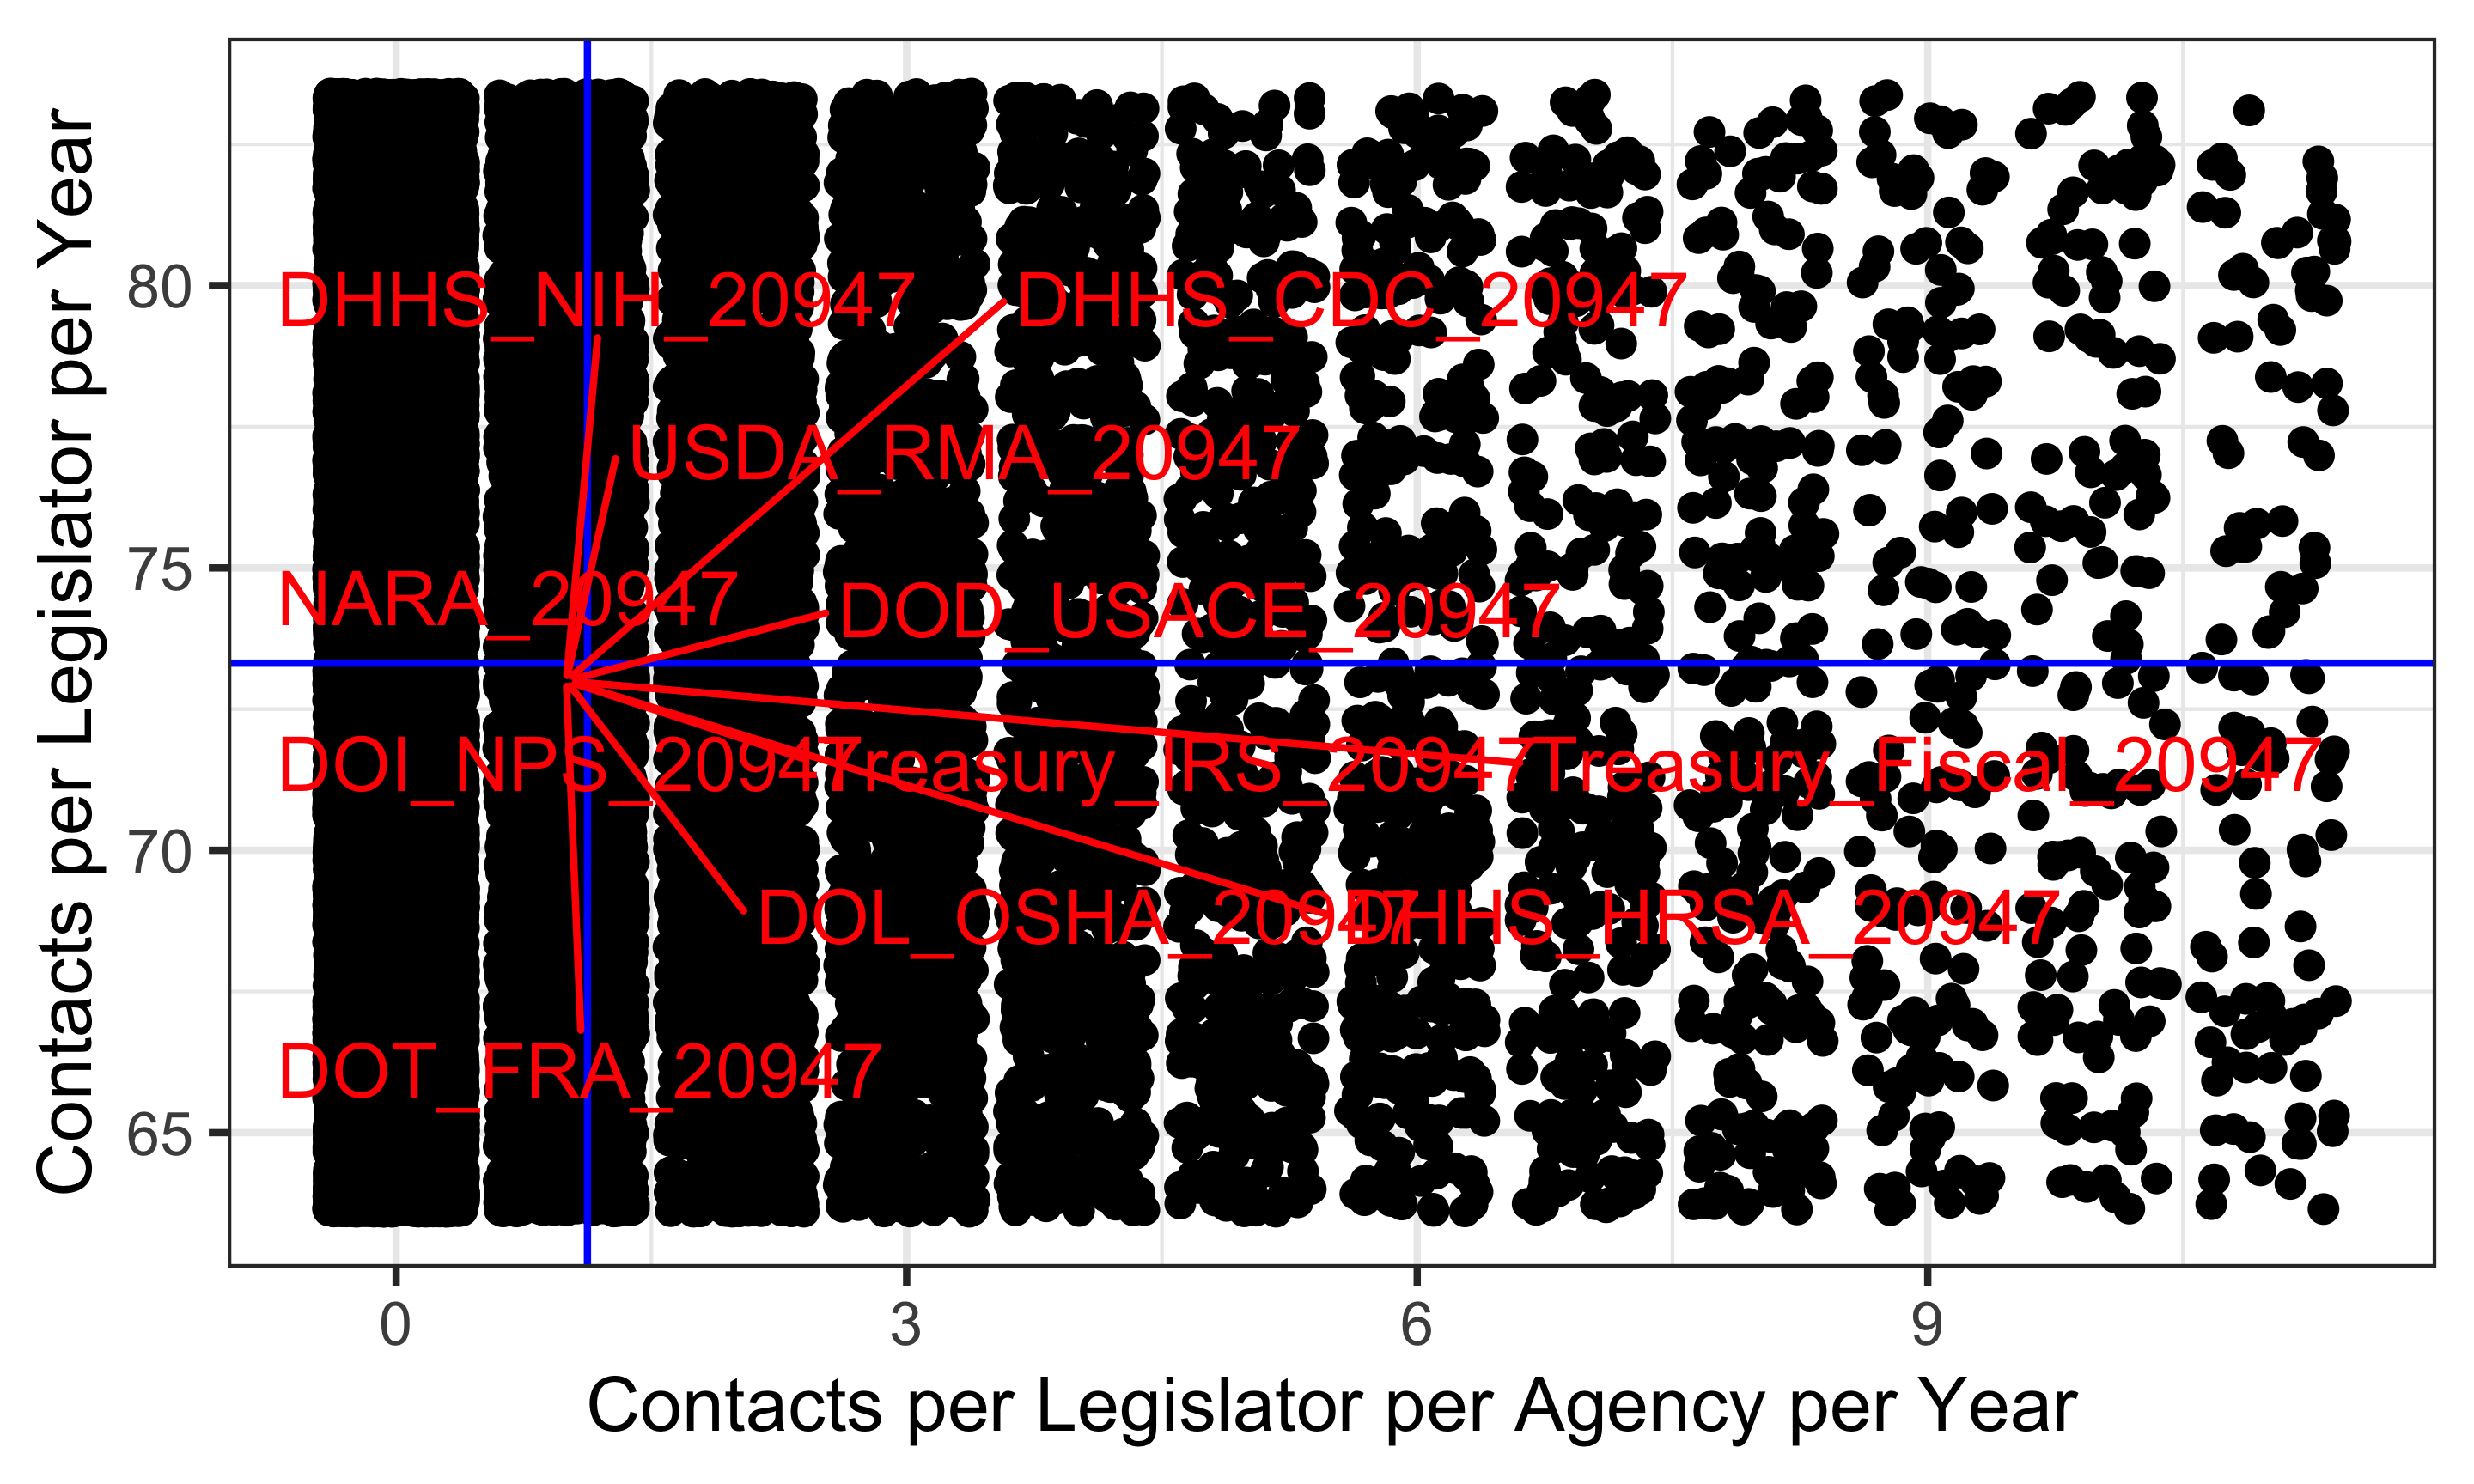 Contacts per Legislator per Year
80
75
70
65
DHHS_NIH_20947
DHHS_CDC_20947
USDA_RMA_20947
NARA_20947
DOD_USACE_20947
DOI_NPS_20947
Treasury_IRS_20947
Treasury_Fiscal_20947
DOL_OSHA_20947
DHHS_HRSA_20947
DOT_FRA_20947
0
3
6
9
Contacts per Legislator per Agency per Year